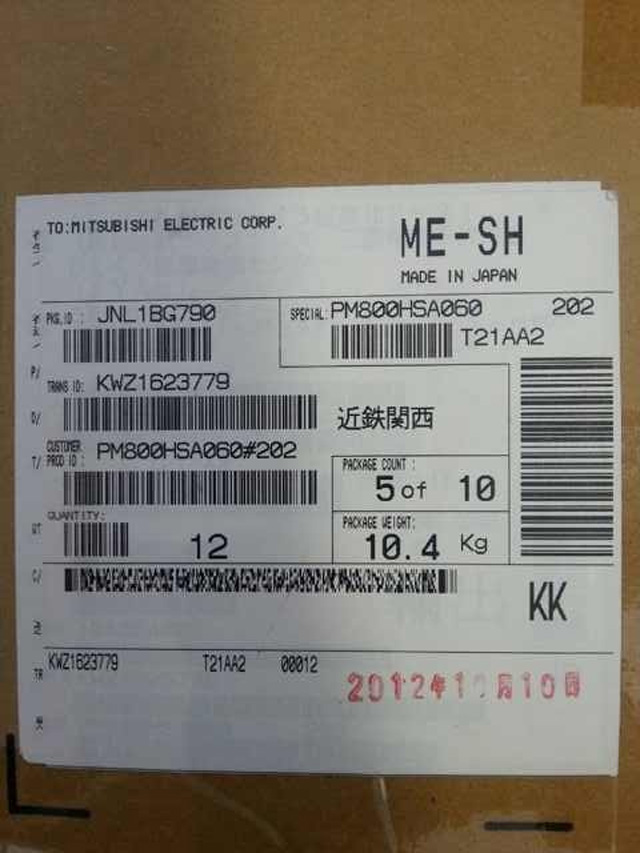 TO:MITSUBISHI ELECTRIC CORP.
ME-SH
MADE IN JAPAN
PKG.ID : JNL1BG790
SPECIAL: PM800HSA060 202
T21AA2
TRANS ID: KWZ1623779
近鉄関西
CUSTOMER
PROD ID : PM800HSA060#202
PACKAGE COUNT :
5 of 10
QUANTITY:
12
PACKAGE WEIGHT:
10.4 Kg
KK
KWZ1623779 T21AA2 00012
2012年10月10日